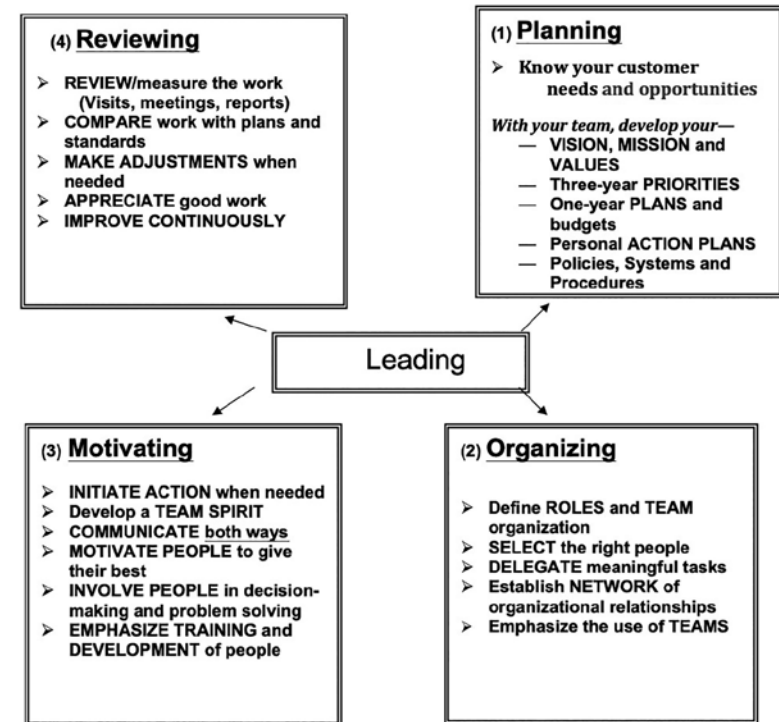 (4) Reviewing
➢ REVIEW/measure the work
(Visits, meetings, reports)
➢ COMPARE work with plans and
standards
➢ MAKE ADJUSTMENTS when
needed
➢ APPRECIATE good work
➢ IMPROVE CONTINUOUSLY
(1) Planning
➢ Know your customer
needs and opportunities
With your team, develop your—
— VISION, MISSION and
VALUES
— Three-year PRIORITIES
— One-year PLANS and
budgets
— Personal ACTION PLANS
— Policies, Systems and
Procedures
Leading
(3) Motivating
➢ INITIATE ACTION when needed
➢ Develop a TEAM SPIRIT
➢ COMMUNICATE both ways
➢ MOTIVATE PEOPLE to give
their best
➢ INVOLVE PEOPLE in decision-
making and problem solving
➢ EMPHASIZE TRAINING and
DEVELOPMENT of people
(2) Organizing
➢ Define ROLES and TEAM
organization
➢ SELECT the right people
➢ DELEGATE meaningful tasks
➢ Establish NETWORK of
organizational relationships
➢ Emphasize the use of TEAMS